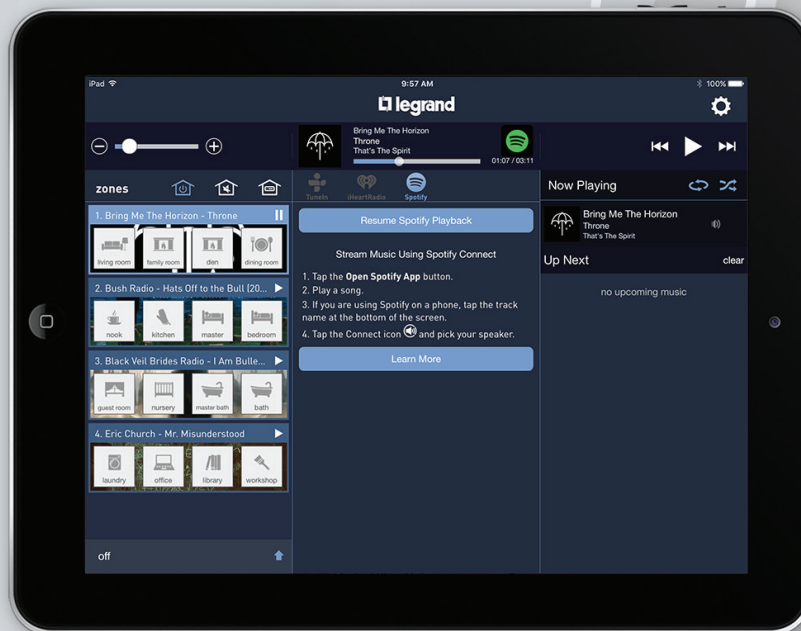 iPad
9:57 AM
100%
legrand
Bring Me The Horizon
Throne
That's The Spirit
01:07 / 03:11
zones
TuneIn
iHeartRadio
Spotify
Now Playing
1. Bring Me The Horizon - Throne
living room
family room
den
dining room
2. Bush Radio - Hats Off to the Bull (20...
nook
kitchen
master
bedroom
3. Black Veil Brides Radio - I Am Bulle...
guest room
nursery
master bath
bath
4. Eric Church - Mr. Misunderstood
laundry
office
library
workshop
off
Resume Spotify Playback
Stream Music Using Spotify Connect
1. Tap the Open Spotify App button.
2. Play a song.
3. If you are using Spotify on a phone, tap the track
name at the bottom of the screen.
4. Tap the Connect icon and pick your speaker.
Learn More
Bring Me The Horizon
Throne
That's The Spirit
Up Next
clear
no upcoming music